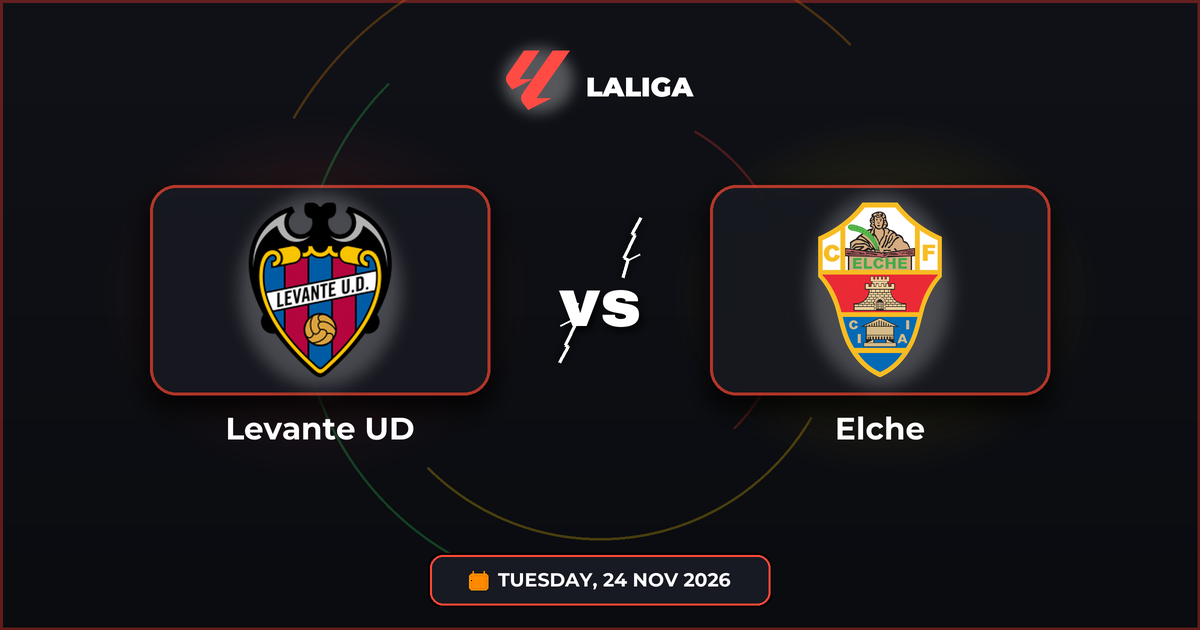 LALIGA
LEVANTE U.D.
C F
ELCHE
C I
I A
VS
Levante UD
Elche
TUESDAY, 24 NOV 2026